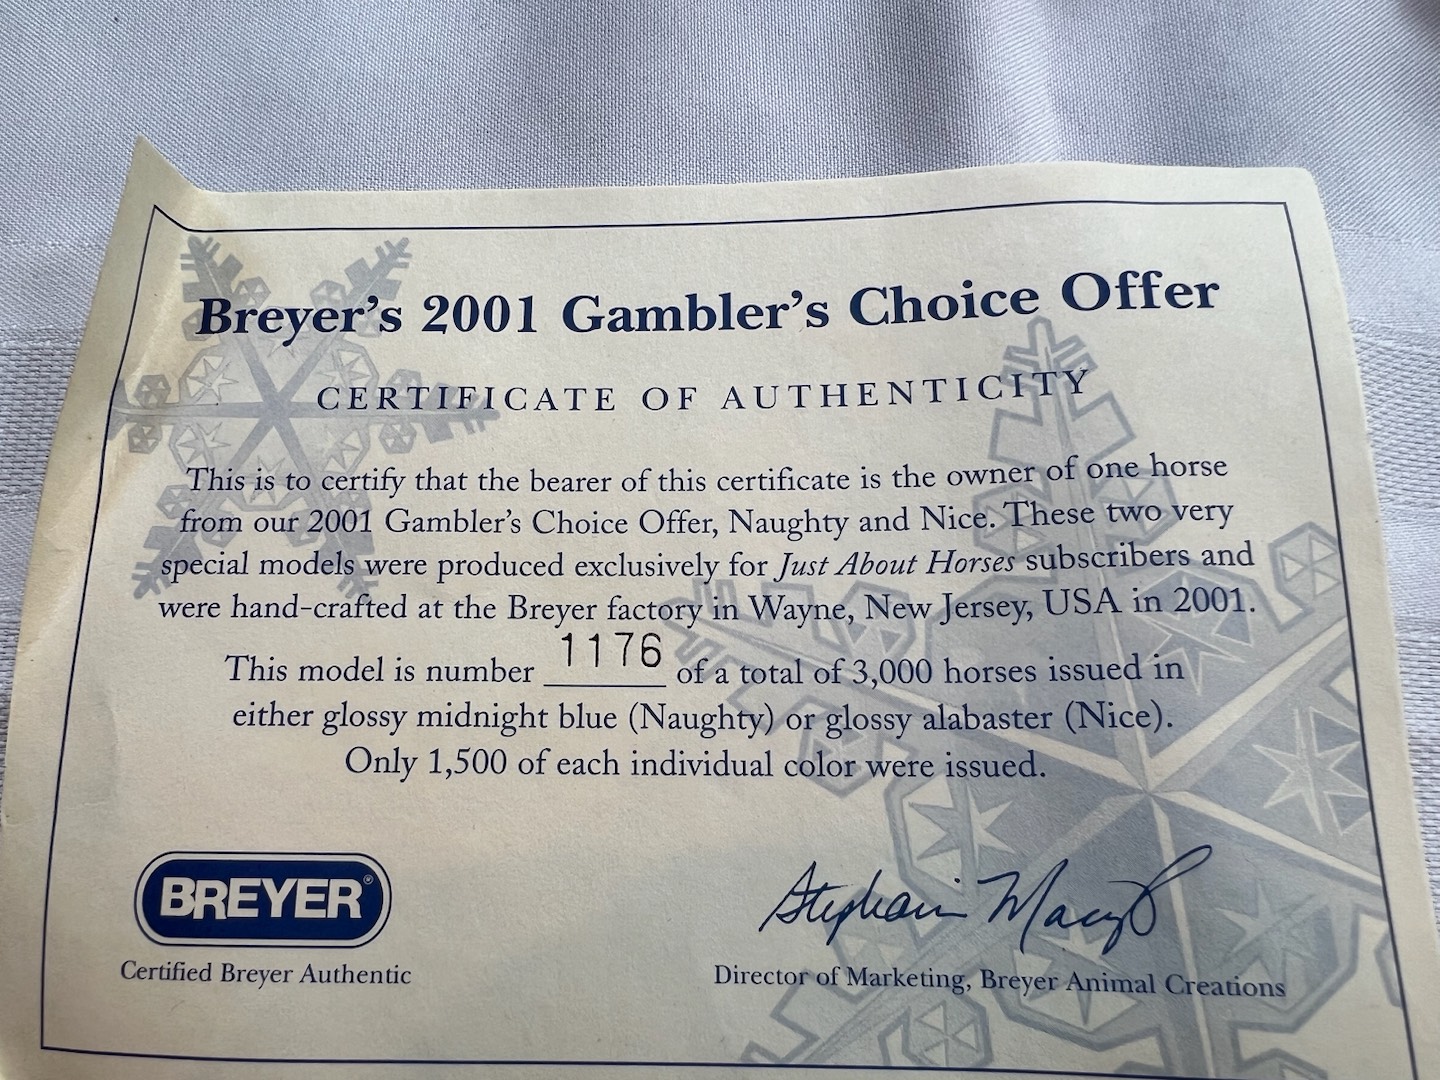 Breyer's 2001 Gambler's Choice Offer
CERTIFICATE OF AUTHENTICITY
This is to certify that the bearer of this certificate is the owner of one horse
from our 2001 Gambler's Choice Offer, Naughty and Nice. These two very
special models were produced exclusively for Just About Horses subscribers and
were hand-crafted at the Breyer factory in Wayne, New Jersey, USA in 2001.
This model is number 1176 of a total of 3,000 horses issued in
either glossy midnight blue (Naughty) or glossy alabaster (Nice).
Only 1,500 of each individual color were issued.
BREYER®
Certified Breyer Authentic
Stephanie
Director of Marketing, Breyer Animal Creations